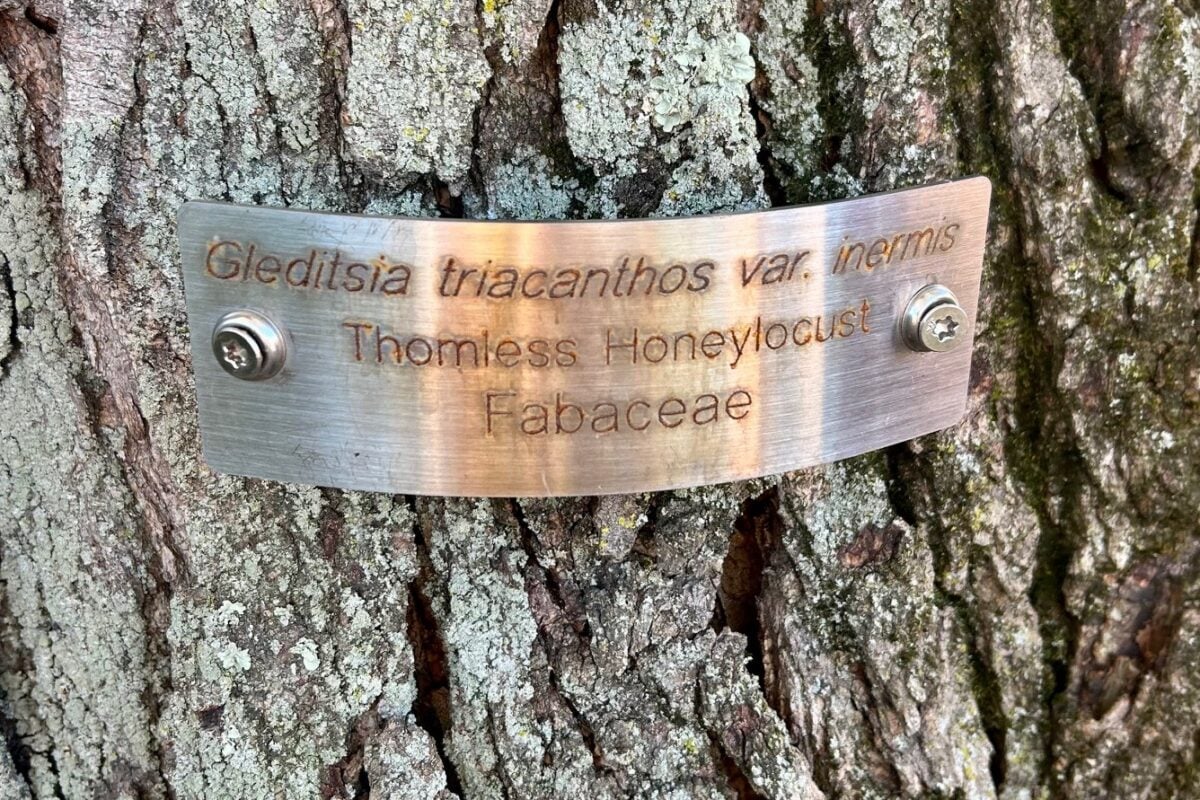 Gleditsia triacanthos var. inermis
Thornless Honeylocust
Fabaceae